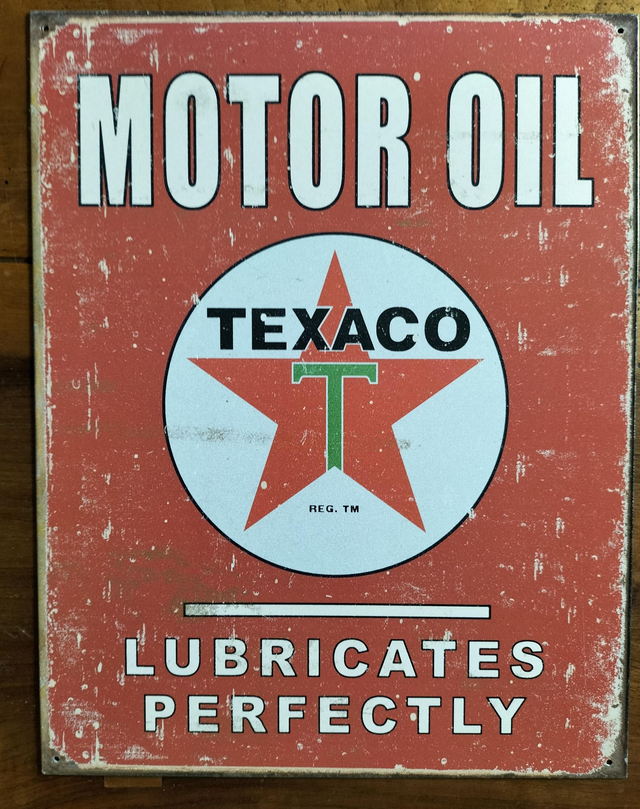 MOTOR OIL
TEXACO
T
REG. TM
LUBRICATES
PERFECTLY